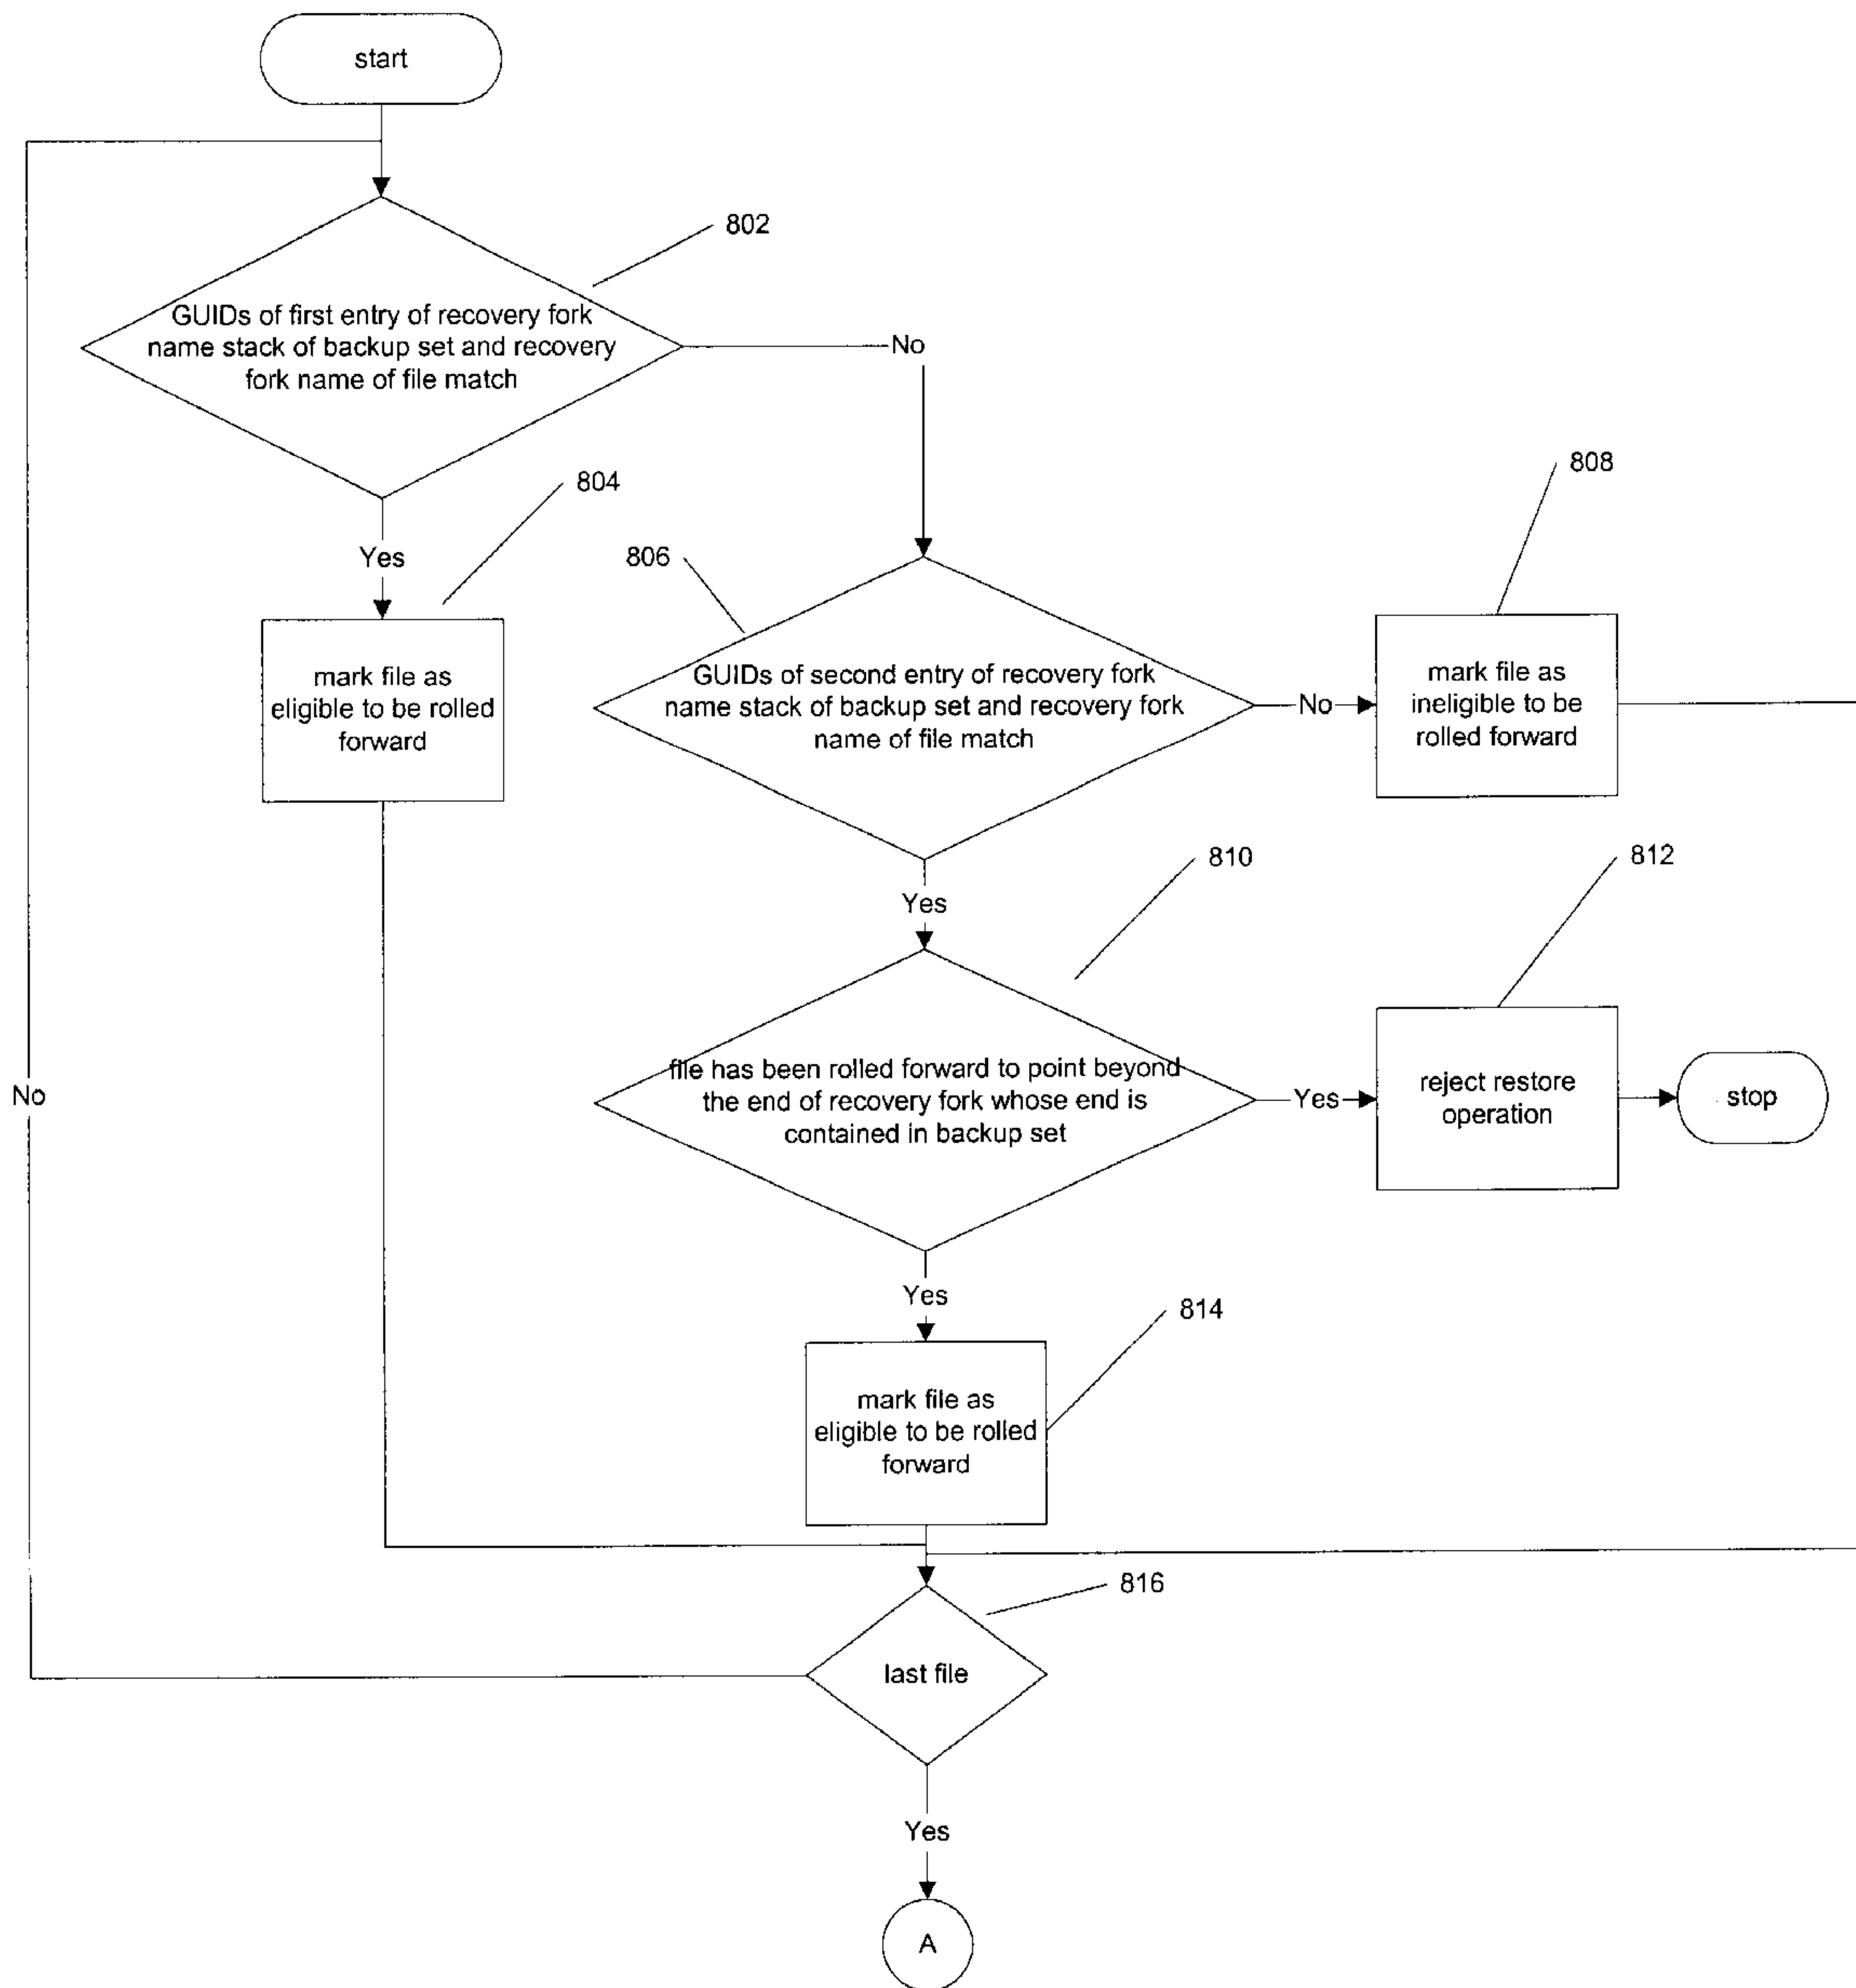 start
802
GUIDs of first entry of recovery fork
name stack of backup set and recovery
fork name of file match
No
804
Yes
mark file as
eligible to be rolled
forward
806
808
GUIDs of second entry of recovery fork
name stack of backup set and recovery fork
name of file match
No
mark file as
ineligible to be
rolled forward
Yes
810
812
file has been rolled forward to point beyond
the end of recovery fork whose end is
contained in backup set
Yes
reject restore
operation
stop
No
Yes
814
mark file as
eligible to be rolled
forward
816
last file
Yes
A